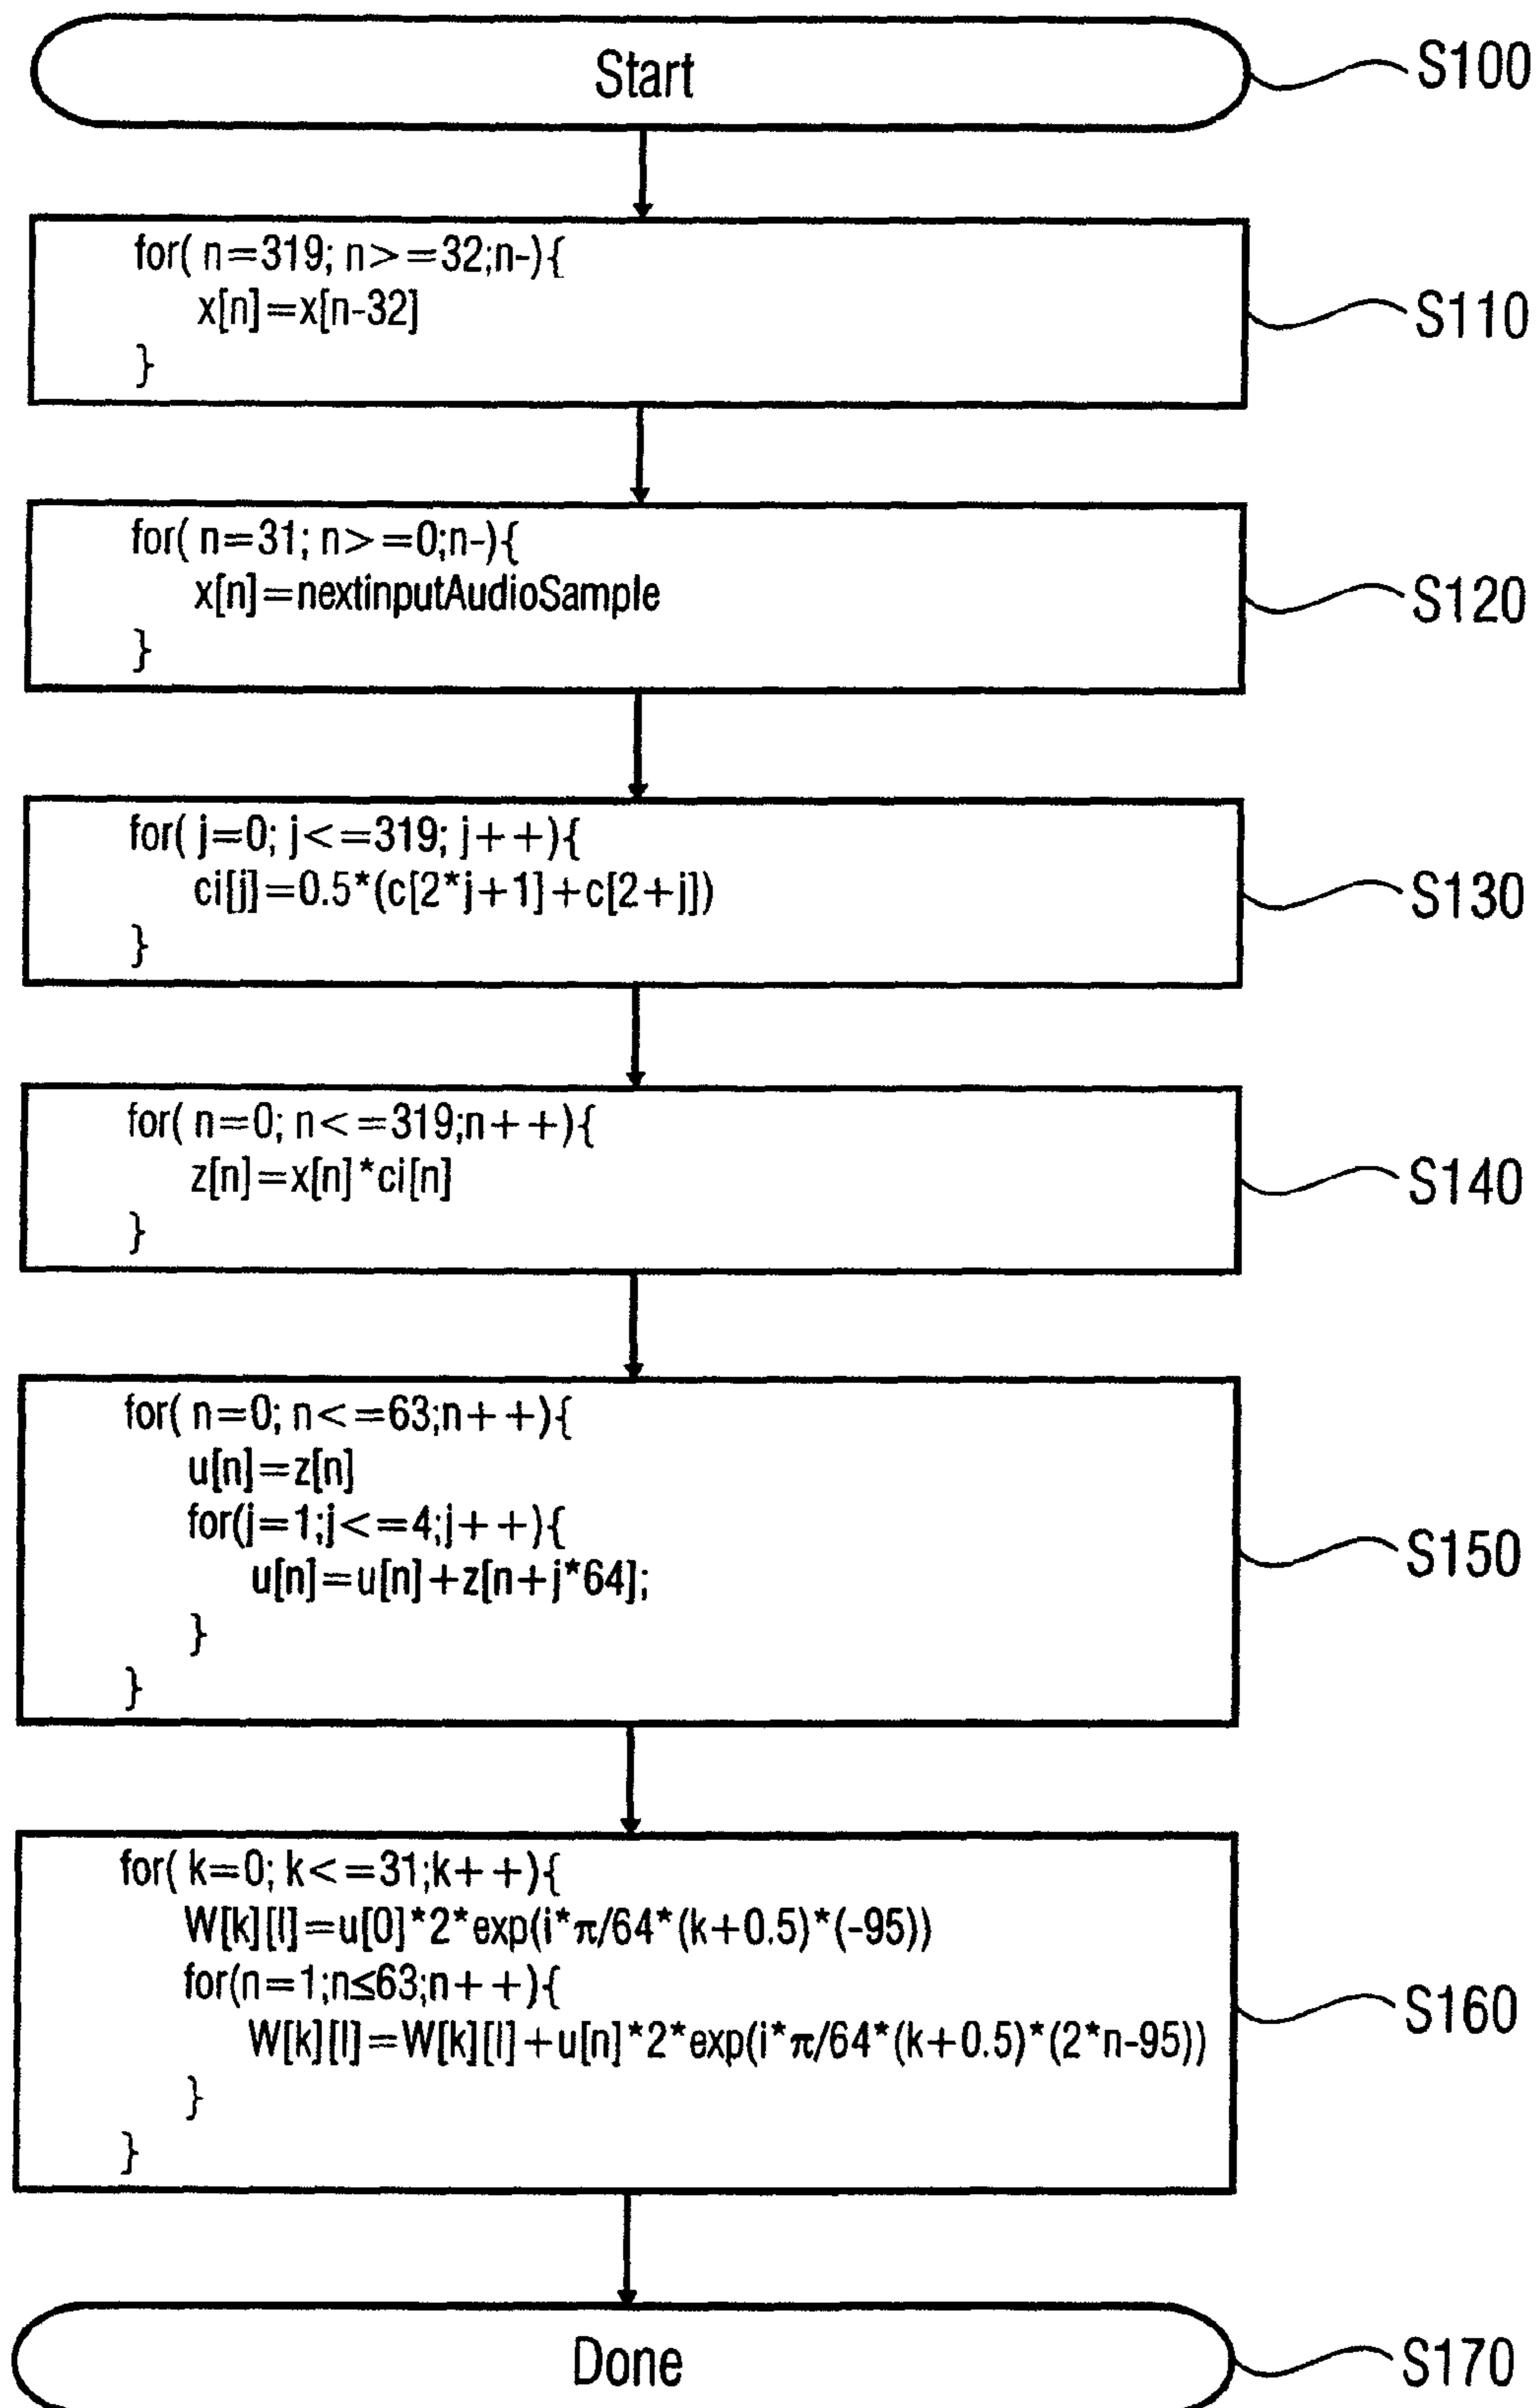 Start
S100
for( n=319; n>=32;n-){
x[n]=x[n-32]
}
S110
for( n=31; n>=0;n-){
x[n]=nextinputAudioSample
}
S120
for( j=0; j<=319; j++){
ci[j]=0.5*(c[2*j+1]+c[2+j])
}
S130
for( n=0; n<=319;n++){
z[n]=x[n]*ci[n]
}
S140
for( n=0; n<=63;n++){
u[n]=z[n]
for(j=1;j<=4;j++){
u[n]=u[n]+z[n+j*64];
}
}
S150
for( k=0; k<=31;k++){
W[k][l]=u[0]*2*exp(i*π/64*(k+0.5)*(-95))
for(n=1;n≤63;n++){
W[k][l]=W[k][l]+u[n]*2*exp(i*π/64*(k+0.5)*(2*n-95))
}
}
S160
Done
S170